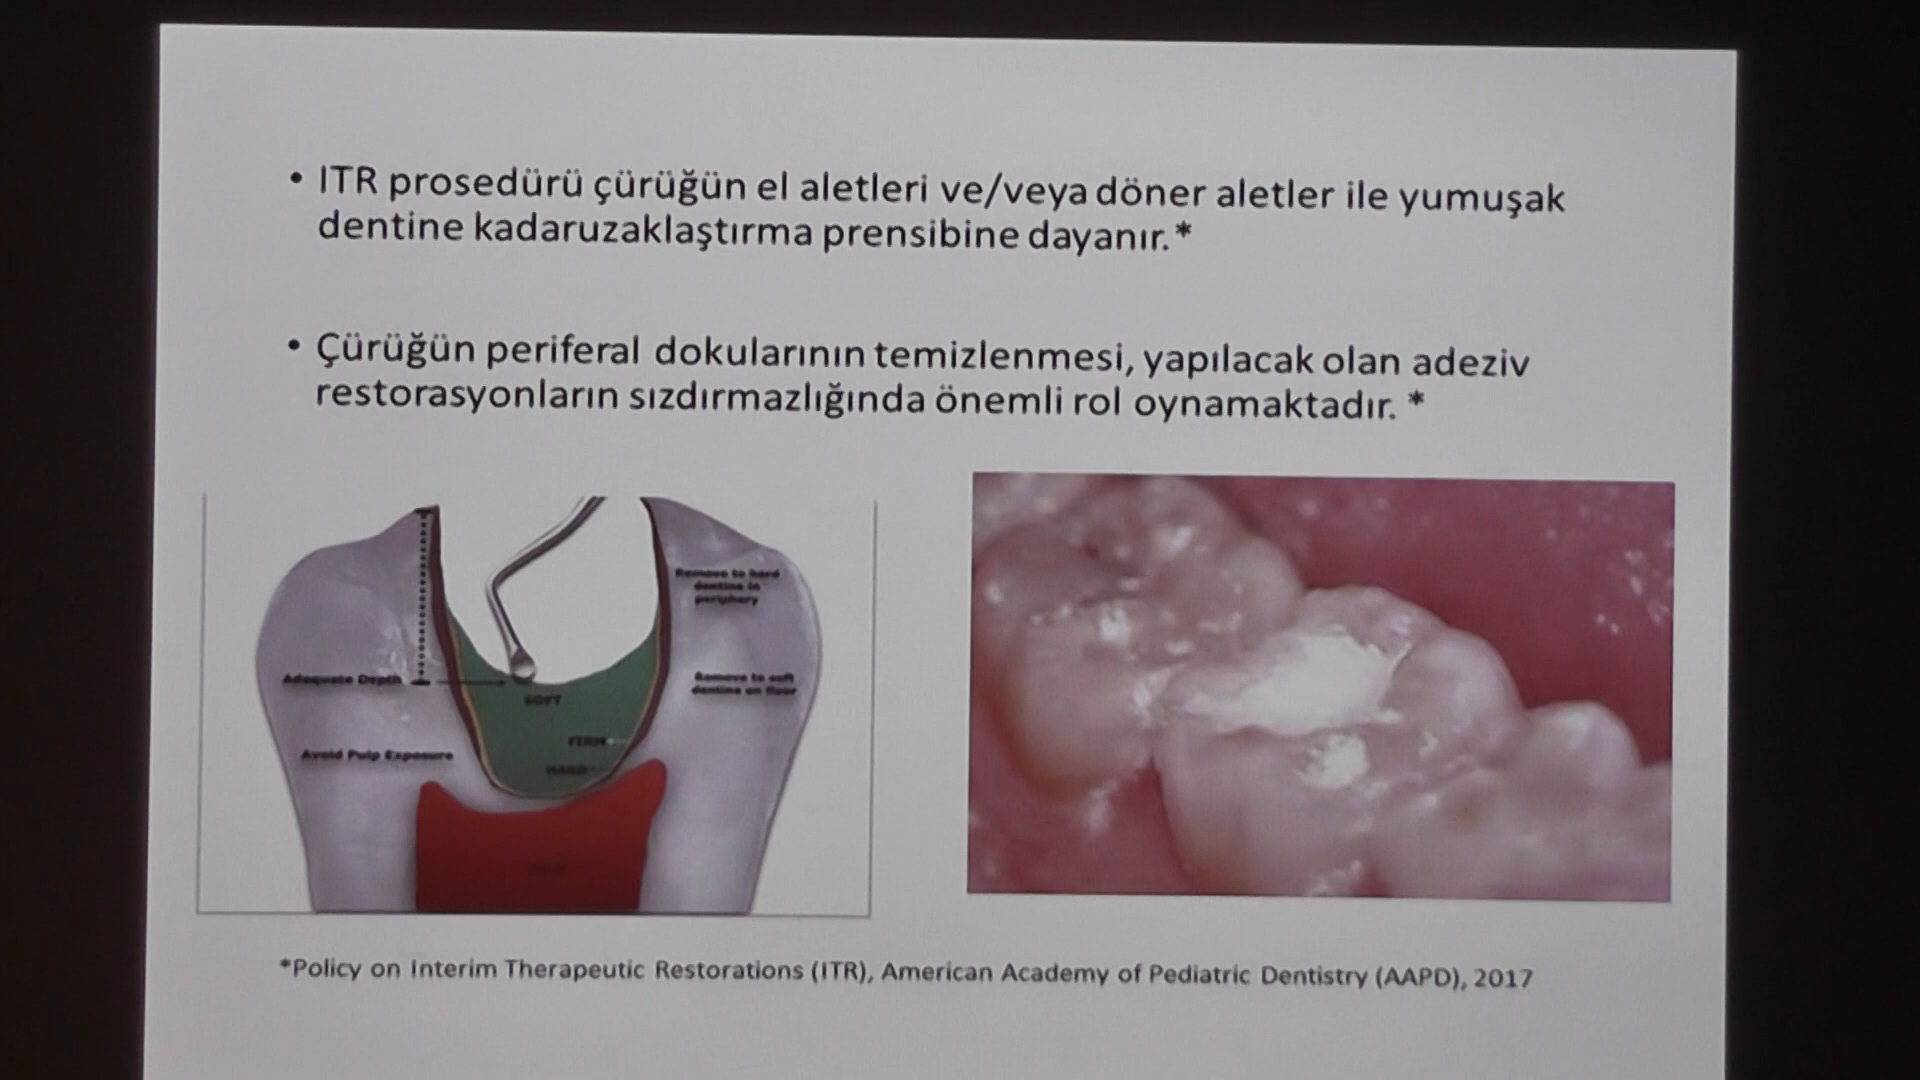 • ITR prosedürü çürüğün el aletleri ve/veya döner aletler ile yumuşak
dentine kadaruzaklaştırma prensibine dayanır.*
• Çürüğün periferal dokularının temizlenmesi, yapılacak olan adeziv
restorasyonların sızdırmazlığında önemli rol oynamaktadır. *
Remove to hard
dentine in
periphery
Adequate Depth
Remove to soft
dentine on floor
SOFT
FIRM
Avoid Pulp Exposure
HARD
*Policy on Interim Therapeutic Restorations (ITR), American Academy of Pediatric Dentistry (AAPD), 2017